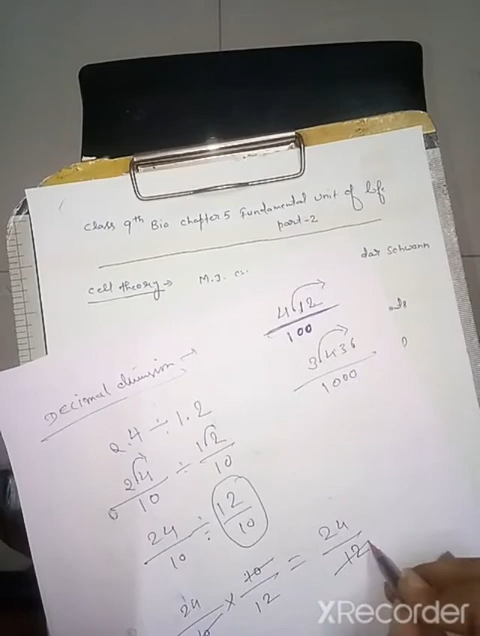 Class 9th Bio chapter 5 Fundamental Unit of life
part-2
Cell theory → M.J.
dar Schwann
4.12
100
3.436
1000
Decimal division →
2.4 ÷ 1.2
24/10 ÷ 12/10
24/10 ÷ 12/10
24/10 × 10/12 = 24/12
XRecorder